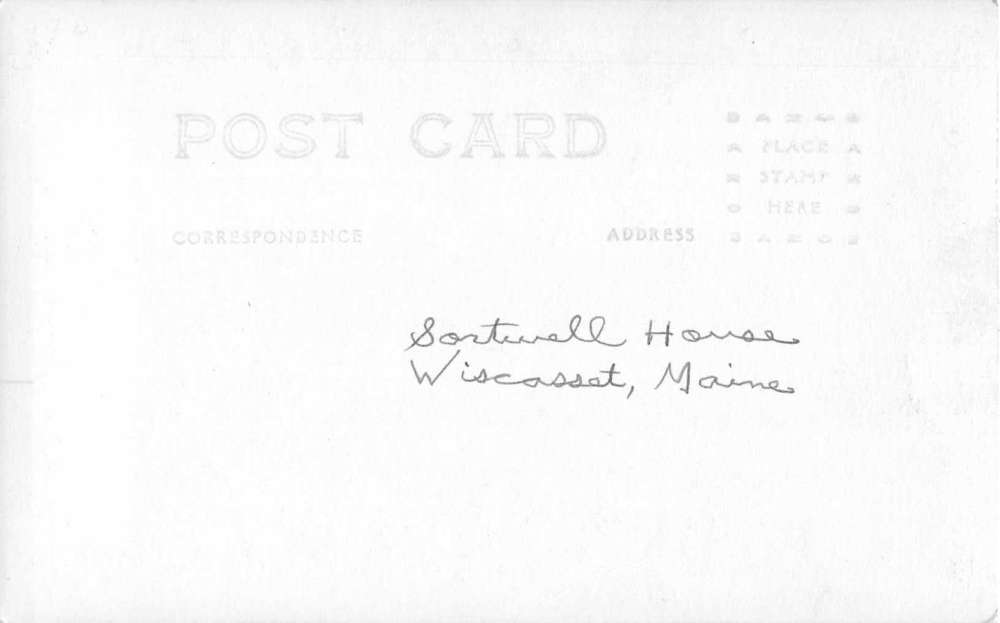 POST CARD
PLACE
STAMP
HERE
CORRESPONDENCE
ADDRESS
Sortwell House
Wiscasset, Maine